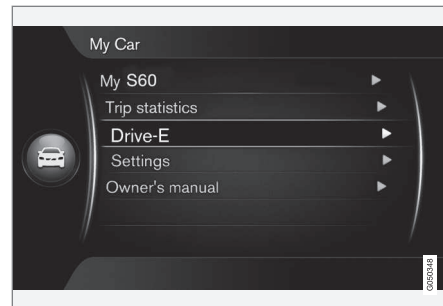 My Car
My S60
Trip statistics
Drive-E
Settings
Owner's manual
G050348